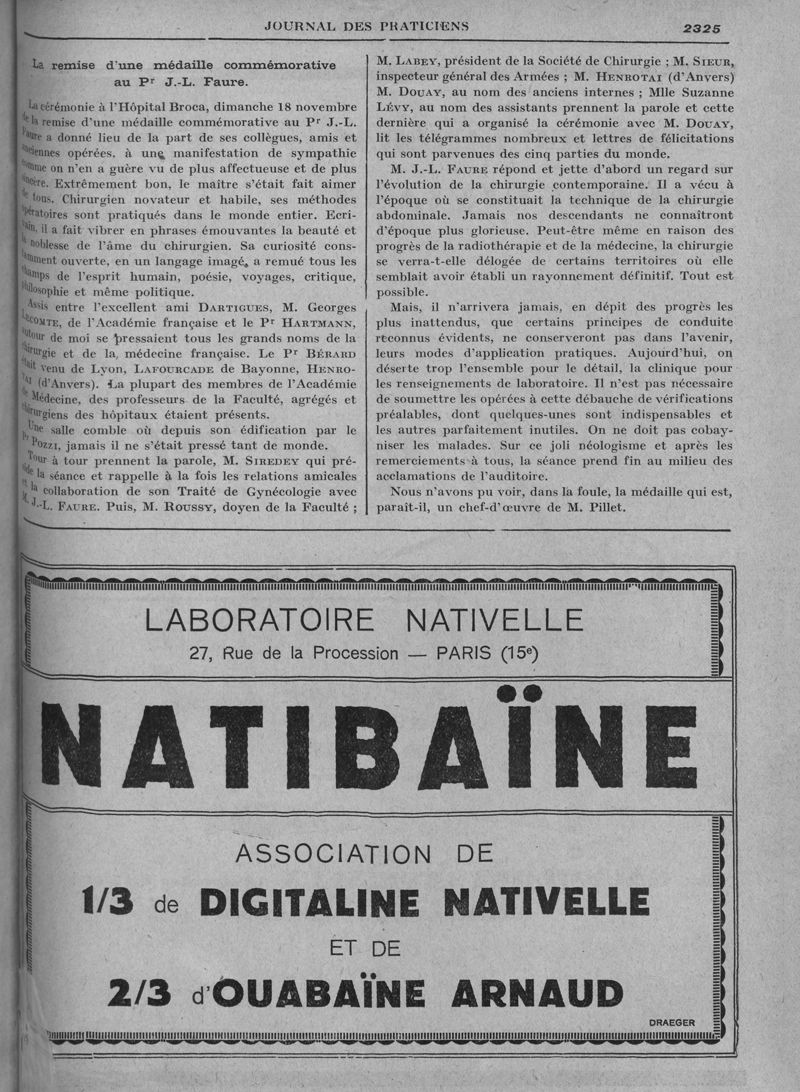 JOURNAL DES PRATICIENS 2325
La remise d'une médaille commémorative
au Pr J.-L. Faure.
La cérémonie à l'Hôpital Broca, dimanche 18 novembre
de la remise d'une médaille commémorative au Pr J.-L.
Faure a donné lieu de la part de ses collègues, amis et
anciennes opérées, à une manifestation de sympathie
comme on n'en a guère vu de plus affectueuse et de plus
sincère. Extrêmement bon, le maître s'était fait aimer
de tous. Chirurgien novateur et habile, ses méthodes
opératoires sont pratiqués dans le monde entier. Ecri-
vain, il a fait vibrer en phrases émouvantes la beauté et
la noblesse de l'âme du chirurgien. Sa curiosité cons-
tamment ouverte, en un langage imagé, a remué tous les
champs de l'esprit humain, poésie, voyages, critique,
philosophie et même politique.
Assis entre l'excellent ami DARTIGUES, M. Georges
LECOMTE, de l'Académie française et le Pr HARTMANN,
autour de moi se pressaient tous les grands noms de la
chirurgie et de la médecine française. Le Pr BÉRARD
était venu de Lyon, LAFOURCADE de Bayonne, HENRO-
TAI (d'Anvers). La plupart des membres de l'Académie
de Médecine, des professeurs de la Faculté, agrégés et
chirurgiens des hôpitaux étaient présents.
Une salle comble où depuis son édification par le
Pr POZZI, jamais il ne s'était pressé tant de monde.
Tour à tour prennent la parole, M. SIREDEY qui pré-
side la séance et rappelle à la fois les relations amicales
et la collaboration de son Traité de Gynécologie avec
M. J.-L. FAURE. Puis, M. ROUSSY, doyen de la Faculté ;
M. LABEY, président de la Société de Chirurgie ; M. SIEUR,
inspecteur général des Armées ; M. HENROTAI (d'Anvers)
M. DOUAY, au nom des anciens internes ; Mlle Suzanne
LÉVY, au nom des assistants prennent la parole et cette
dernière qui a organisé la cérémonie avec M. DOUAY,
lit les télégrammes nombreux et lettres de félicitations
qui sont parvenues des cinq parties du monde.
M. J.-L. FAURE répond et jette d'abord un regard sur
l'évolution de la chirurgie contemporaine. Il a vécu à
l'époque où se constituait la technique de la chirurgie
abdominale. Jamais nos descendants ne connaîtront
d'époque plus glorieuse. Peut-être même en raison des
progrès de la radiothérapie et de la médecine, la chirurgie
se verra-t-elle délogée de certains territoires où elle
semblait avoir établi un rayonnement définitif. Tout est
possible.
Mais, il n'arrivera jamais, en dépit des progrès les
plus inattendus, que certains principes de conduite
reconnus évidents, ne conserveront pas dans l'avenir,
leurs modes d'application pratiques. Aujourd'hui, on
déserte trop l'ensemble pour le détail, la clinique pour
les renseignements de laboratoire. Il n'est pas nécessaire
de soumettre les opérées à cette débauche de vérifications
préalables, dont quelques-unes sont indispensables et
les autres parfaitement inutiles. On ne doit pas cobay-
niser les malades. Sur ce joli néologisme et après les
remerciements à tous, la séance prend fin au milieu des
acclamations de l'auditoire.
Nous n'avons pu voir, dans la foule, la médaille qui est,
paraît-il, un chef-d'œuvre de M. Pillet.
LABORATOIRE NATIVELLE
27, Rue de la Procession — PARIS (15e)
NATIBAÏNE
ASSOCIATION DE
1/3 de DIGITALINE NATIVELLE
ET DE
2/3 d'OUABAÏNE ARNAUD
DRAEGER